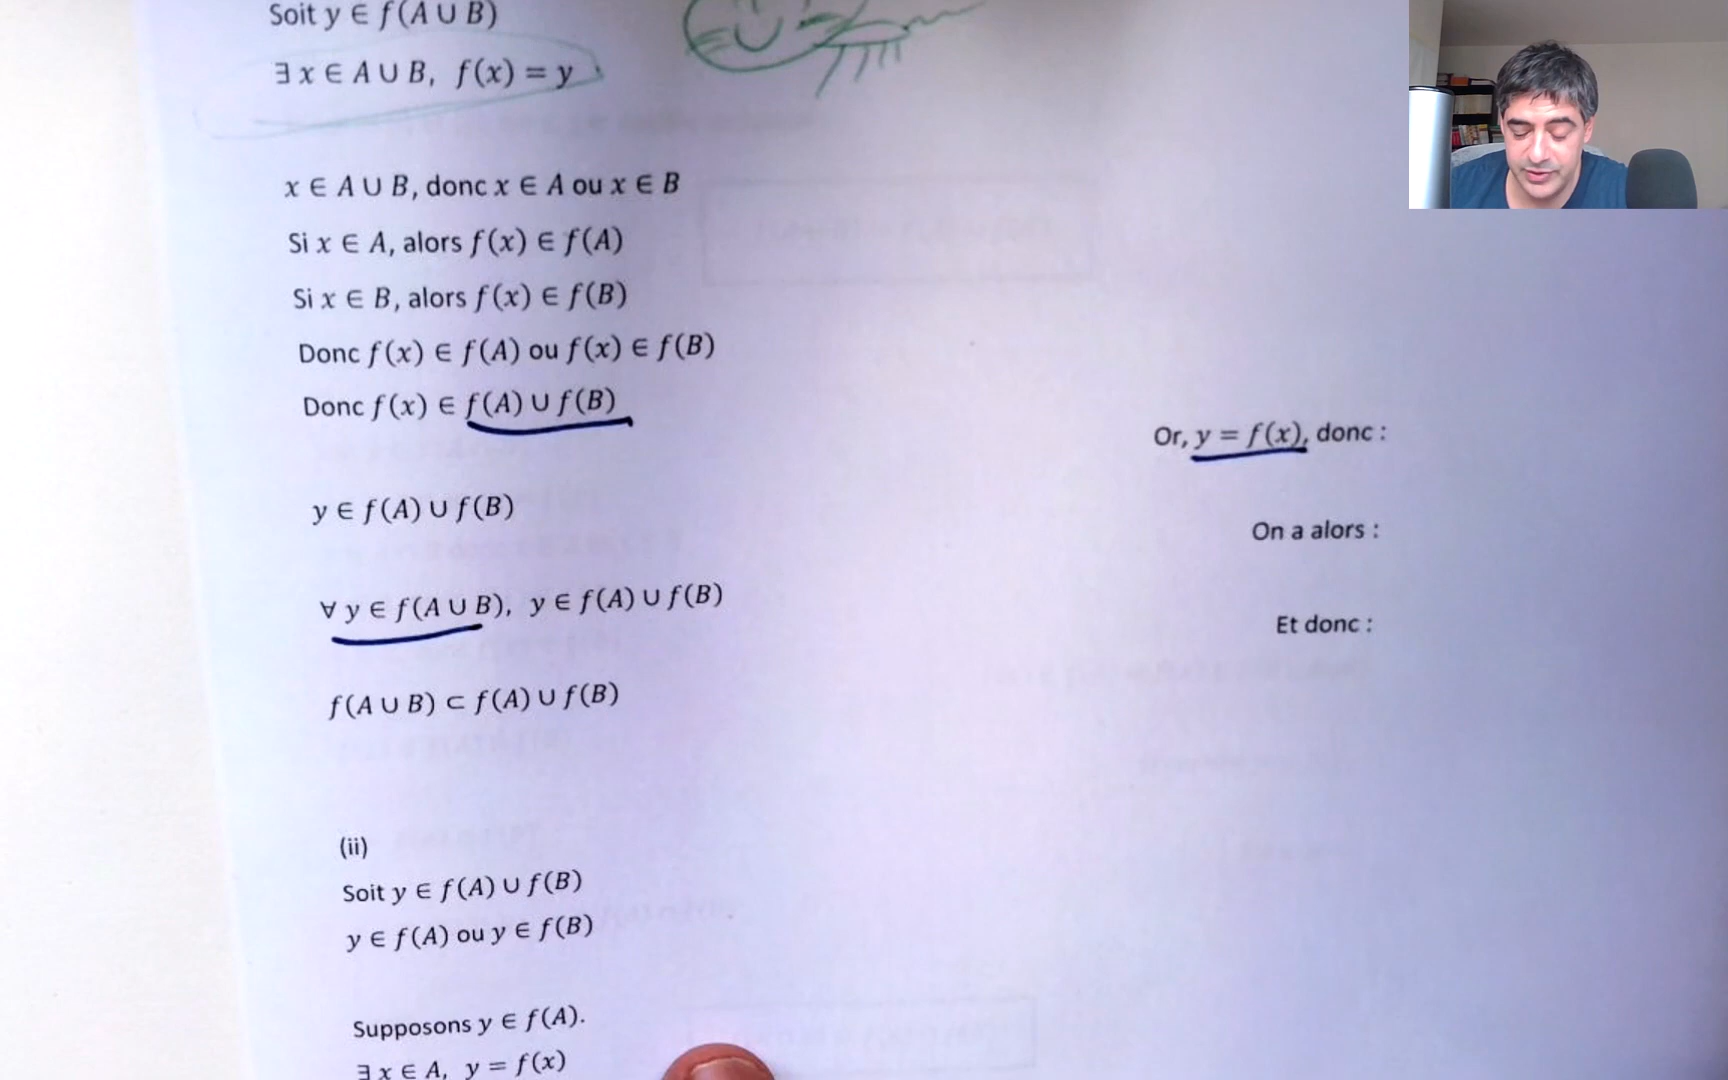 Soit y ∈ f(A ∪ B)
∃ x ∈ A ∪ B, f(x) = y
x ∈ A ∪ B, donc x ∈ A ou x ∈ B
Si x ∈ A, alors f(x) ∈ f(A)
Si x ∈ B, alors f(x) ∈ f(B)
Donc f(x) ∈ f(A) ou f(x) ∈ f(B)
Donc f(x) ∈ f(A) ∪ f(B)
Or, y = f(x), donc :
y ∈ f(A) ∪ f(B)
On a alors :
∀ y ∈ f(A ∪ B), y ∈ f(A) ∪ f(B)
Et donc :
f(A ∪ B) ⊂ f(A) ∪ f(B)
(ii)
Soit y ∈ f(A) ∪ f(B)
y ∈ f(A) ou y ∈ f(B)
Supposons y ∈ f(A).
∃ x ∈ A, y = f(x)